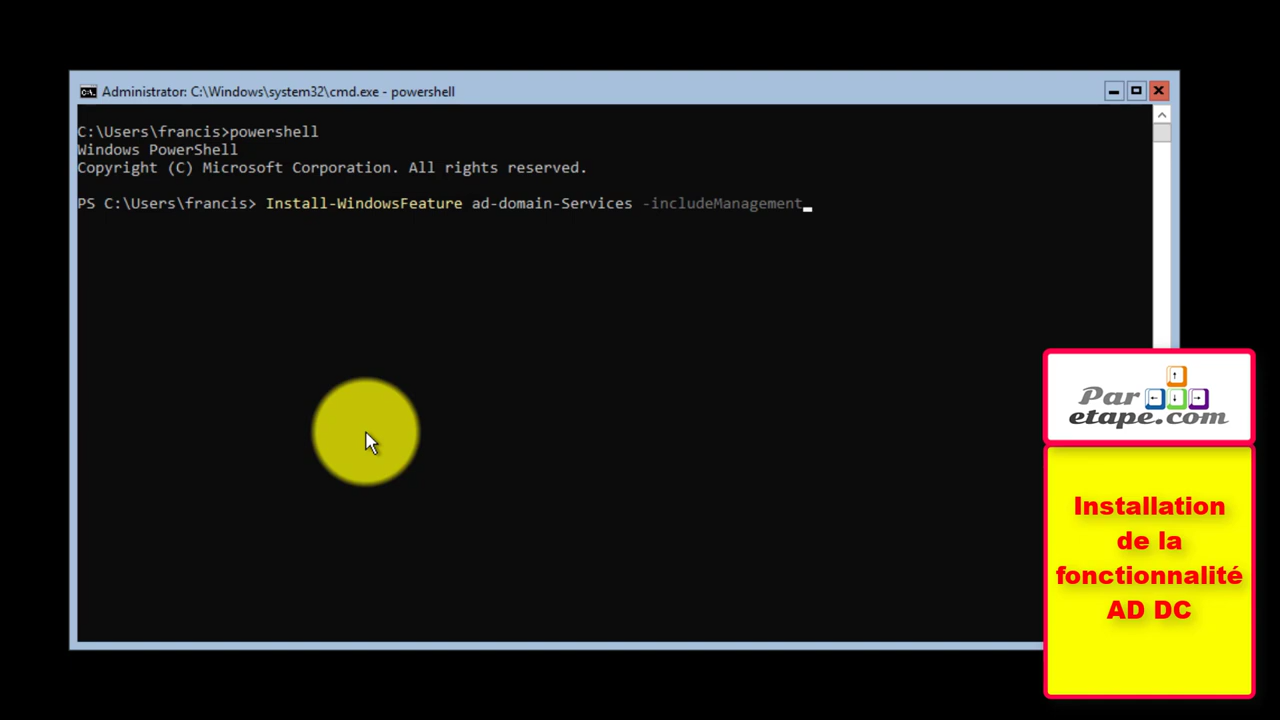 Administrator: C:\Windows\system32\cmd.exe - powershell
C:\Users\francis>powershell
Windows PowerShell
Copyright (C) Microsoft Corporation. All rights reserved.
PS C:\Users\francis> Install-WindowsFeature ad-domain-Services -includeManagement
Par
etape.com
Installation
de la
fonctionnalité
AD DC